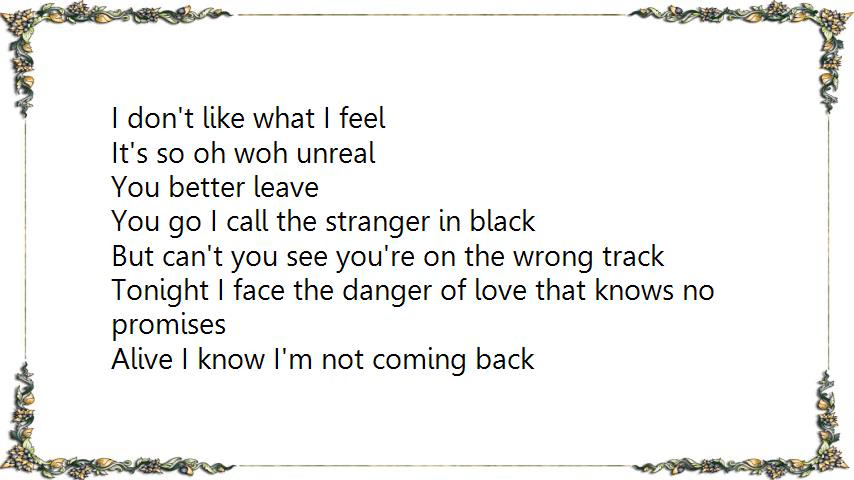 I don't like what I feel
It's so oh woh unreal
You better leave
You go I call the stranger in black
But can't you see you're on the wrong track
Tonight I face the danger of love that knows no
promises
Alive I know I'm not coming back